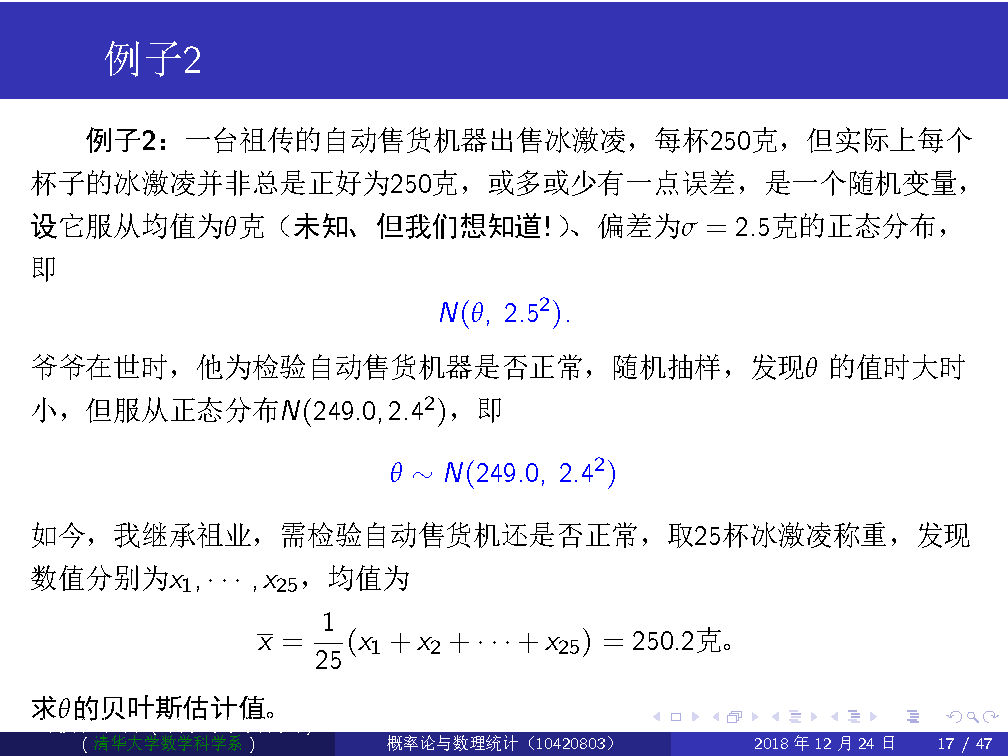 例子2
例子2：一台祖传的自动售货机器出售冰激凌，每杯250克，但实际上每个
杯子的冰激凌并非总是正好为250克，或多或少有一点误差，是一个随机变量，
设它服从均值为θ克（未知、但我们想知道!）、偏差为σ = 2.5克的正态分布，
即
N(θ, 2.5²).
爷爷在世时，他为检验自动售货机器是否正常，随机抽样，发现θ 的值时大时
小，但服从正态分布N(249.0, 2.4²)，即
θ ∼ N(249.0, 2.4²)
如今，我继承祖业，需检验自动售货机还是否正常，取25杯冰激凌称重，发现
数值分别为x₁, ⋯ , x₂₅，均值为
x̄ = 1/25 (x₁ + x₂ + ⋯ + x₂₅) = 250.2克。
求θ的贝叶斯估计值。
( 清华大学数学科学系 ) 概率论与数理统计（10420803） 2018 年 12 月 24 日 17 / 47